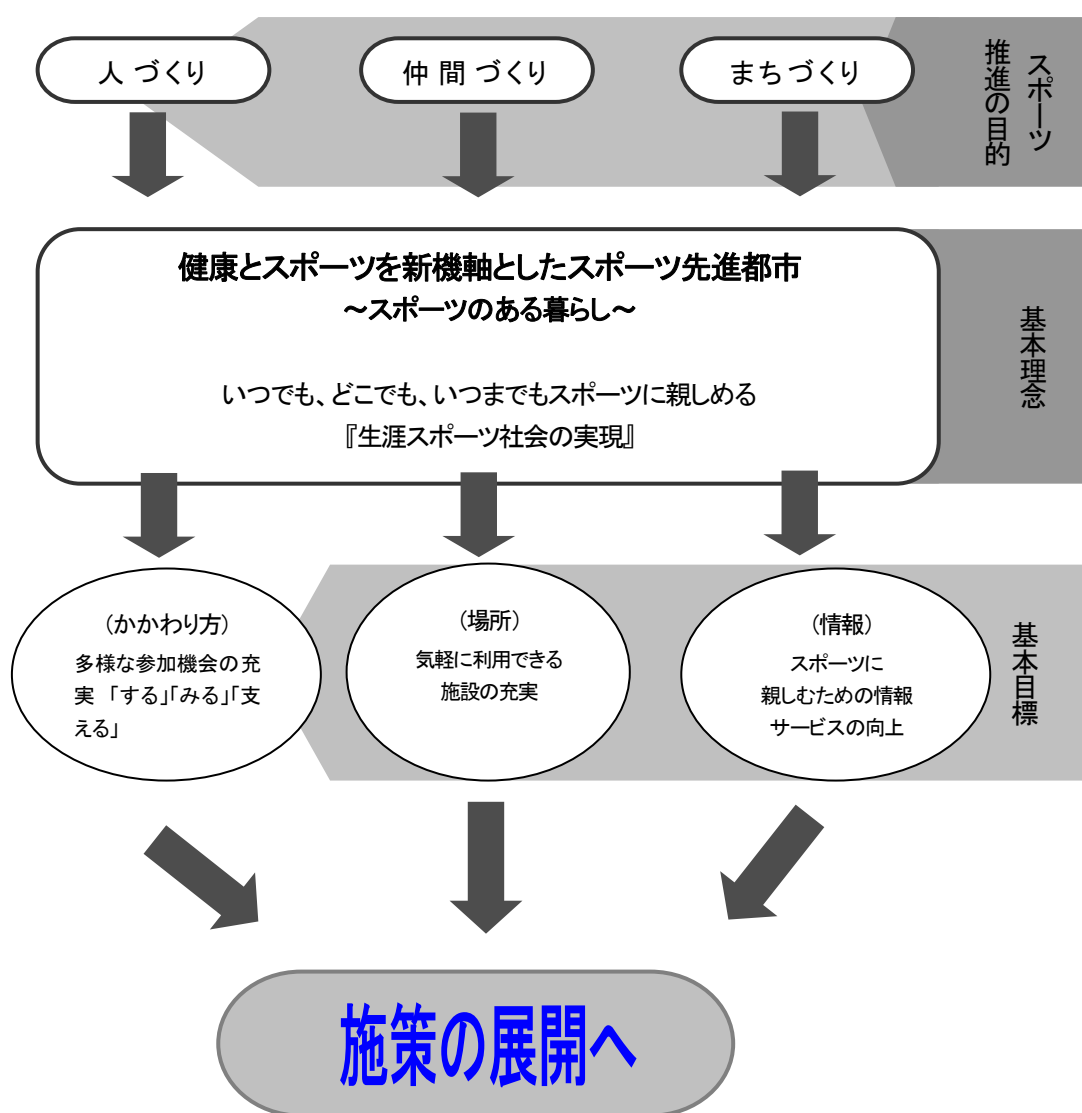 人 づくり
仲 間 づくり
まちづくり
スポーツ
推進の目的
健康とスポーツを新機軸としたスポーツ先進都市
～スポーツのある暮らし～
いつでも、どこでも、いつまでもスポーツに親しめる
『生涯スポーツ社会の実現』
基本理念
（かかわり方）
多様な参加機会の充
実 「する」「みる」「支
える」
（場所）
気軽に利用できる
施設の充実
（情報）
スポーツに
親しむための情報
サービスの向上
基本目標
施策の展開へ